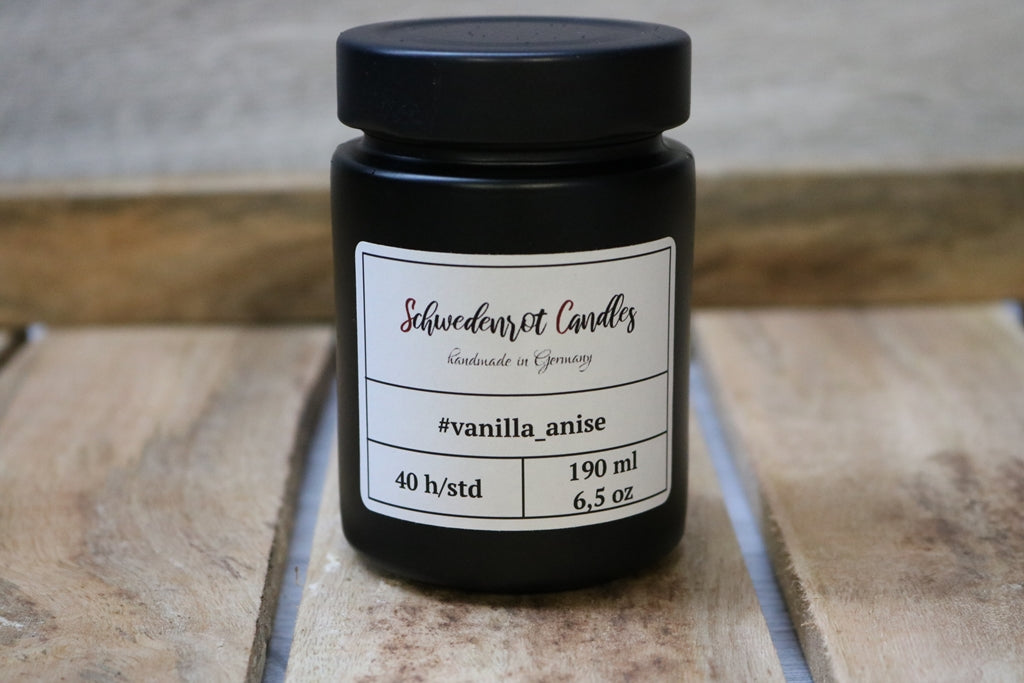 Schwedenrot Candles
handmade in Germany
#vanilla_anise
40 h/std
190 ml
6,5 oz